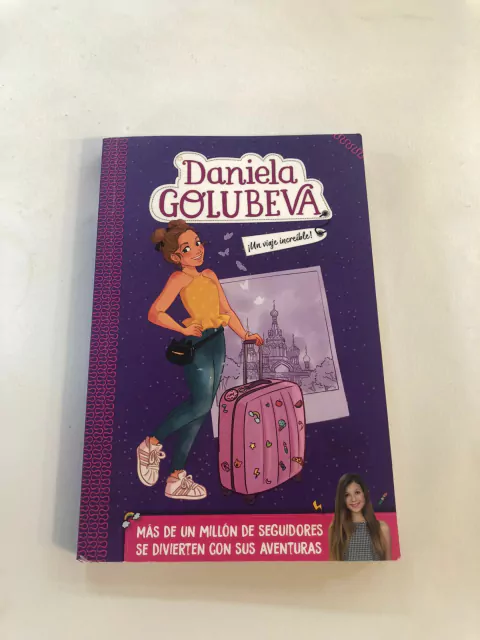 Daniela
GOLUBEVA
¡Un viaje increíble!
MÁS DE UN MILLÓN DE SEGUIDORES
SE DIVIERTEN CON SUS AVENTURAS